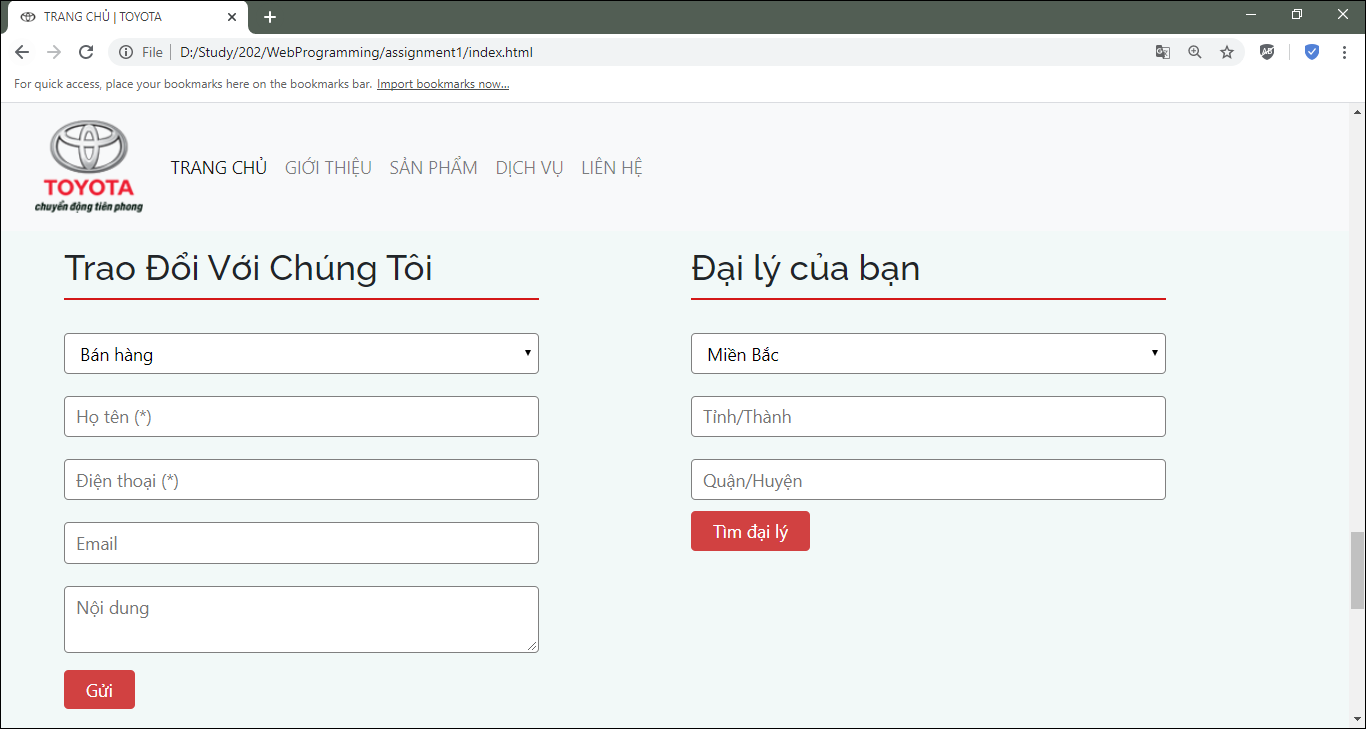 TRANG CHỦ | TOYOTA
File
D:/Study/202/WebProgramming/assignment1/index.html
For quick access, place your bookmarks here on the bookmarks bar. Import bookmarks now...
TOYOTA
chuyển động tiên phong
TRANG CHỦ GIỚI THIỆU SẢN PHẨM DỊCH VỤ LIÊN HỆ
Trao Đổi Với Chúng Tôi
Bán hàng
Họ tên (*)
Điện thoại (*)
Email
Nội dung
Gửi
Đại lý của bạn
Miền Bắc
Tỉnh/Thành
Quận/Huyện
Tìm đại lý